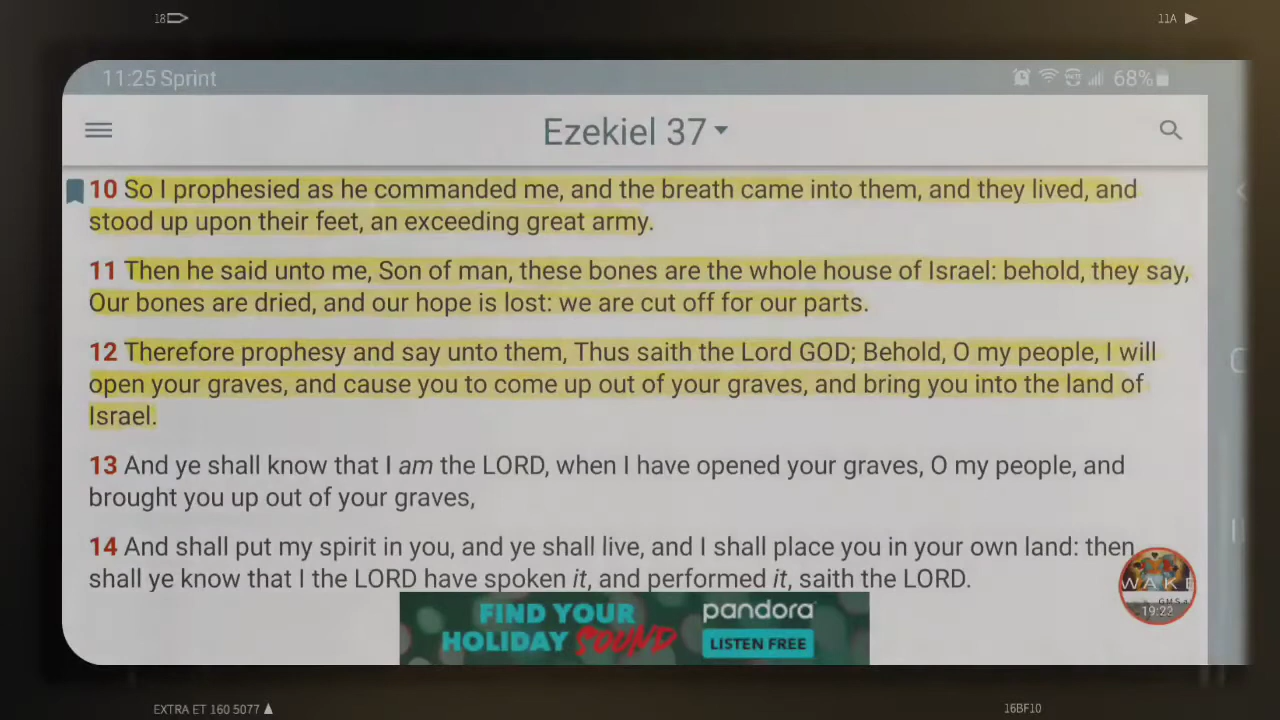 18
11A
11:25 Sprint
68%
Ezekiel 37
10 So I prophesied as he commanded me, and the breath came into them, and they lived, and
stood up upon their feet, an exceeding great army.
11 Then he said unto me, Son of man, these bones are the whole house of Israel: behold, they say,
Our bones are dried, and our hope is lost: we are cut off for our parts.
12 Therefore prophesy and say unto them, Thus saith the Lord GOD; Behold, O my people, I will
open your graves, and cause you to come up out of your graves, and bring you into the land of
Israel.
13 And ye shall know that I am the LORD, when I have opened your graves, O my people, and
brought you up out of your graves,
14 And shall put my spirit in you, and ye shall live, and I shall place you in your own land: then
shall ye know that I the LORD have spoken it, and performed it, saith the LORD.
WAKE
GMS
19:22
FIND YOUR
HOLIDAY SOUND
pandora
LISTEN FREE
EXTRA ET 160 5077
16BF10